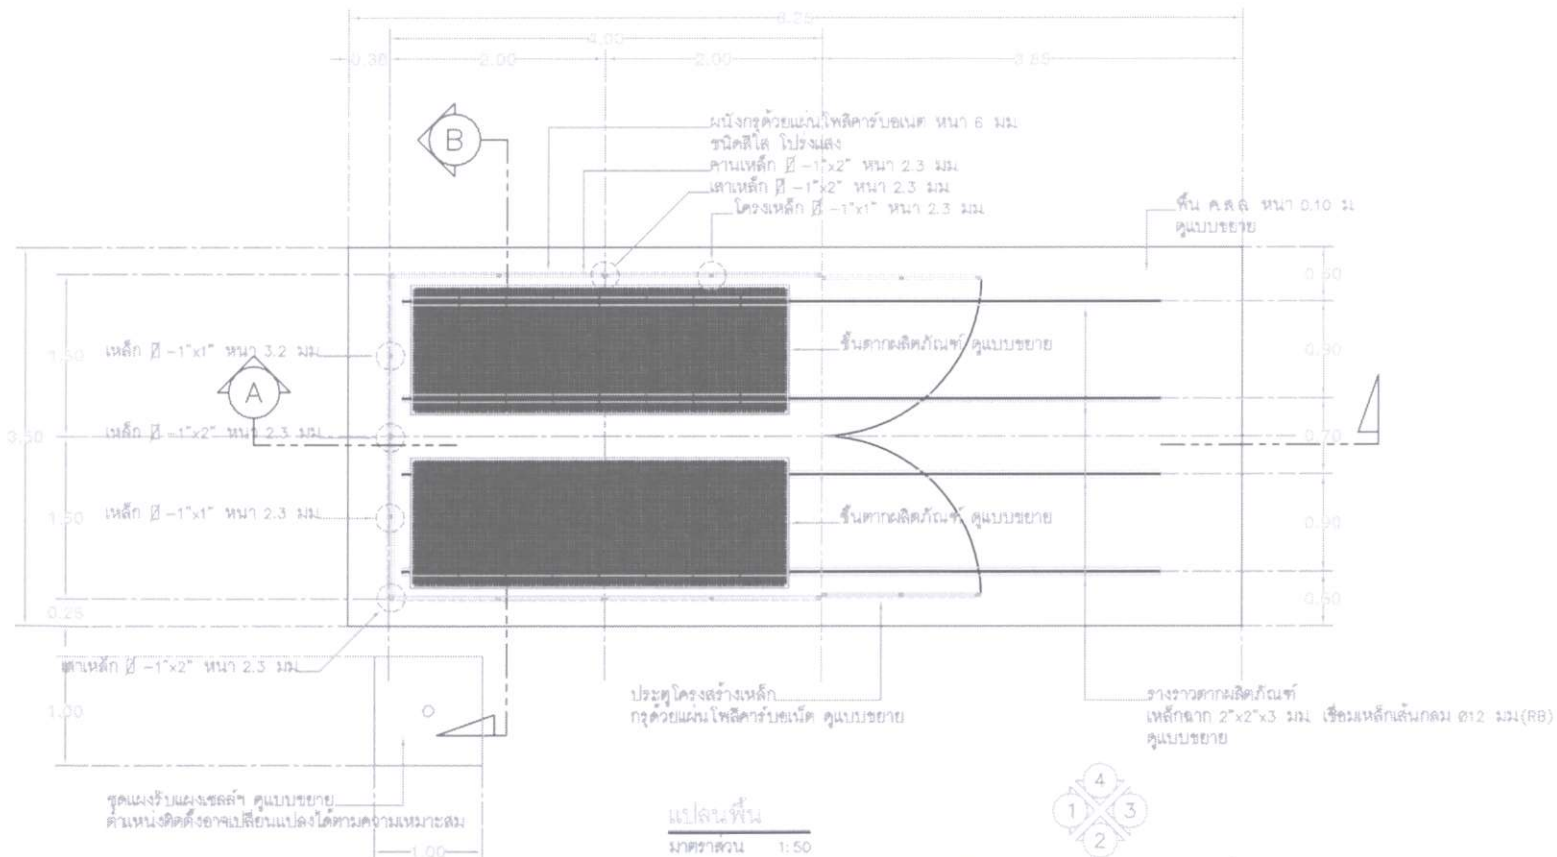 8.25
4.00
0.38
2.00
2.00
3.85
B
ผนังกรุด้วยแผ่นโพลีคาร์บอเนต หนา 6 มม
ชนิดสีใส โปร่งแสง
คานเหล็ก ⌀ -1"x2" หนา 2.3 มม
เสาเหล็ก ⌀ -1"x2" หนา 2.3 มม
โครงเหล็ก ⌀ -1"x1" หนา 2.3 มม
พื้น ค.ส.ล. หนา 0.10 ม
ดูแบบขยาย
1.50
เหล็ก ⌀ -1"x1" หนา 3.2 มม
ชั้นตากผลิตภัณฑ์ ดูแบบขยาย
0.90
A
3.50
เหล็ก ⌀ -1"x2" หนา 2.3 มม
0.70
1.50
เหล็ก ⌀ -1"x1" หนา 2.3 มม
ชั้นตากผลิตภัณฑ์ ดูแบบขยาย
0.90
0.25
เสาเหล็ก ⌀ -1"x2" หนา 2.3 มม
1.00
ประตูโครงสร้างเหล็ก
กรุด้วยแผ่นโพลีคาร์บอเน็ต ดูแบบขยาย
รางราวตากผลิตภัณฑ์
เหล็กฉาก 2"x2"x3 มม เชื่อมเหล็กเส้นกลม ø12 มม(RB)
ดูแบบขยาย
ชุดแผงรับแผงเซลล์ฯ ดูแบบขยาย
ตำแหน่งติดตั้งอาจเปลี่ยนแปลงได้ตามความเหมาะสม
1.00
แปลนพื้น
มาตราส่วน 1:50
4
1
3
2